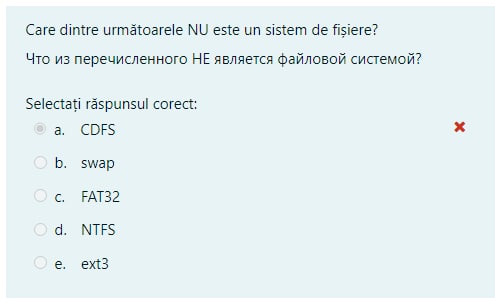 Care dintre următoarele NU este un sistem de fișiere?
Что из перечисленного НЕ является файловой системой?
Selectați răspunsul corect:
a. CDFS
b. swap
c. FAT32
d. NTFS
e. ext3